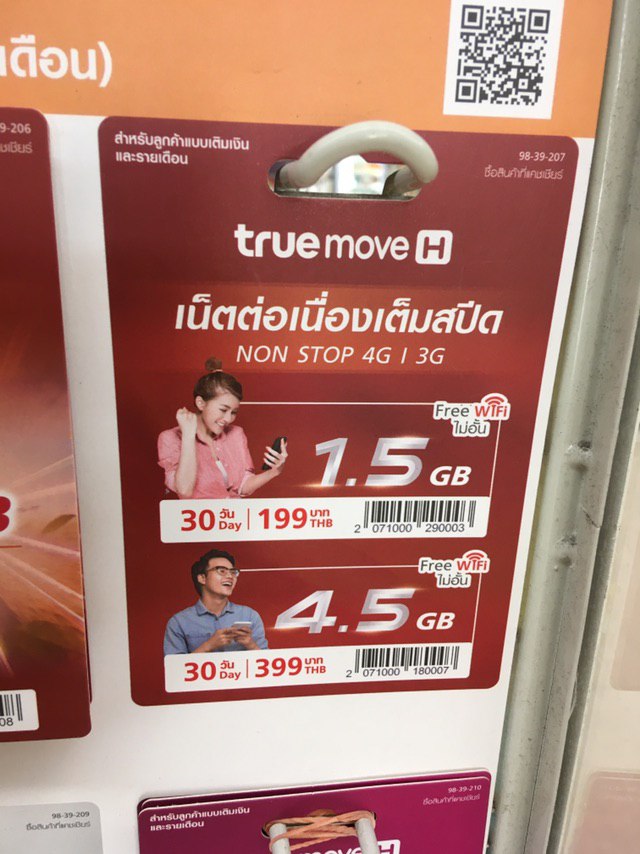 เดือน)
9-206
ชเชียร์
สำหรับลูกค้าแบบเติมเงิน
และรายเดือน
98-39-207
ซื้อสินค้าที่แคชเชียร์
true move H
เน็ตต่อเนื่องเต็มสปีด
NON STOP 4G | 3G
Free WiFi
ไม่อั้น
1.5 GB
30 วัน Day | 199 บาท THB
2 071000 290003
Free WiFi
ไม่อั้น
4.5 GB
30 วัน Day | 399 บาท THB
2 071000 180007
08
98-39-209
ซื้อสินค้าที่แคชเชียร์
สำหรับลูกค้าแบบเติมเงิน
และรายเดือน
98-39-210
ซื้อสินค้าที่แคชเชียร์
move H